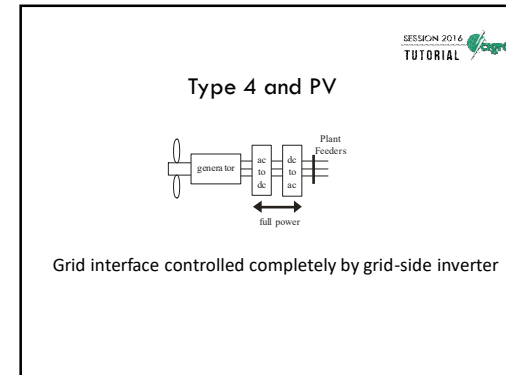 SESSION 2016
TUTORIAL
Type 4 and PV
Plant
Feeders
generator
ac
to
dc
dc
to
ac
full power
Grid interface controlled completely by grid-side inverter